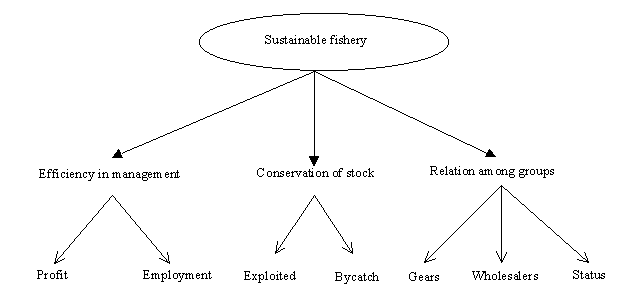 Sustainable fishery
Efficiency in management
Conservation of stock
Relation among groups
Profit
Employment
Exploited
Bycatch
Gears
Wholesalers
Status